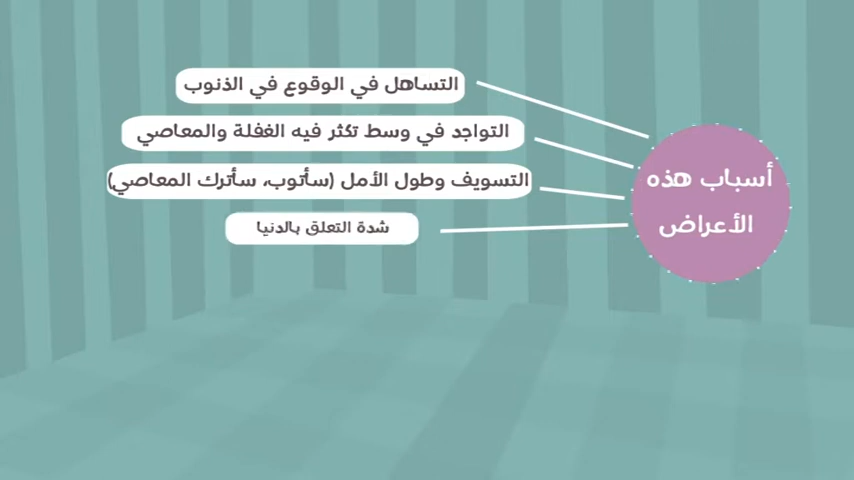 أسباب هذه
الأعراض
التساهل في الوقوع في الذنوب
التواجد في وسط تكثر فيه الغفلة والمعاصي
التسويف وطول الأمل (سأتوب، سأترك المعاصي)
شدة التعلق بالدنيا